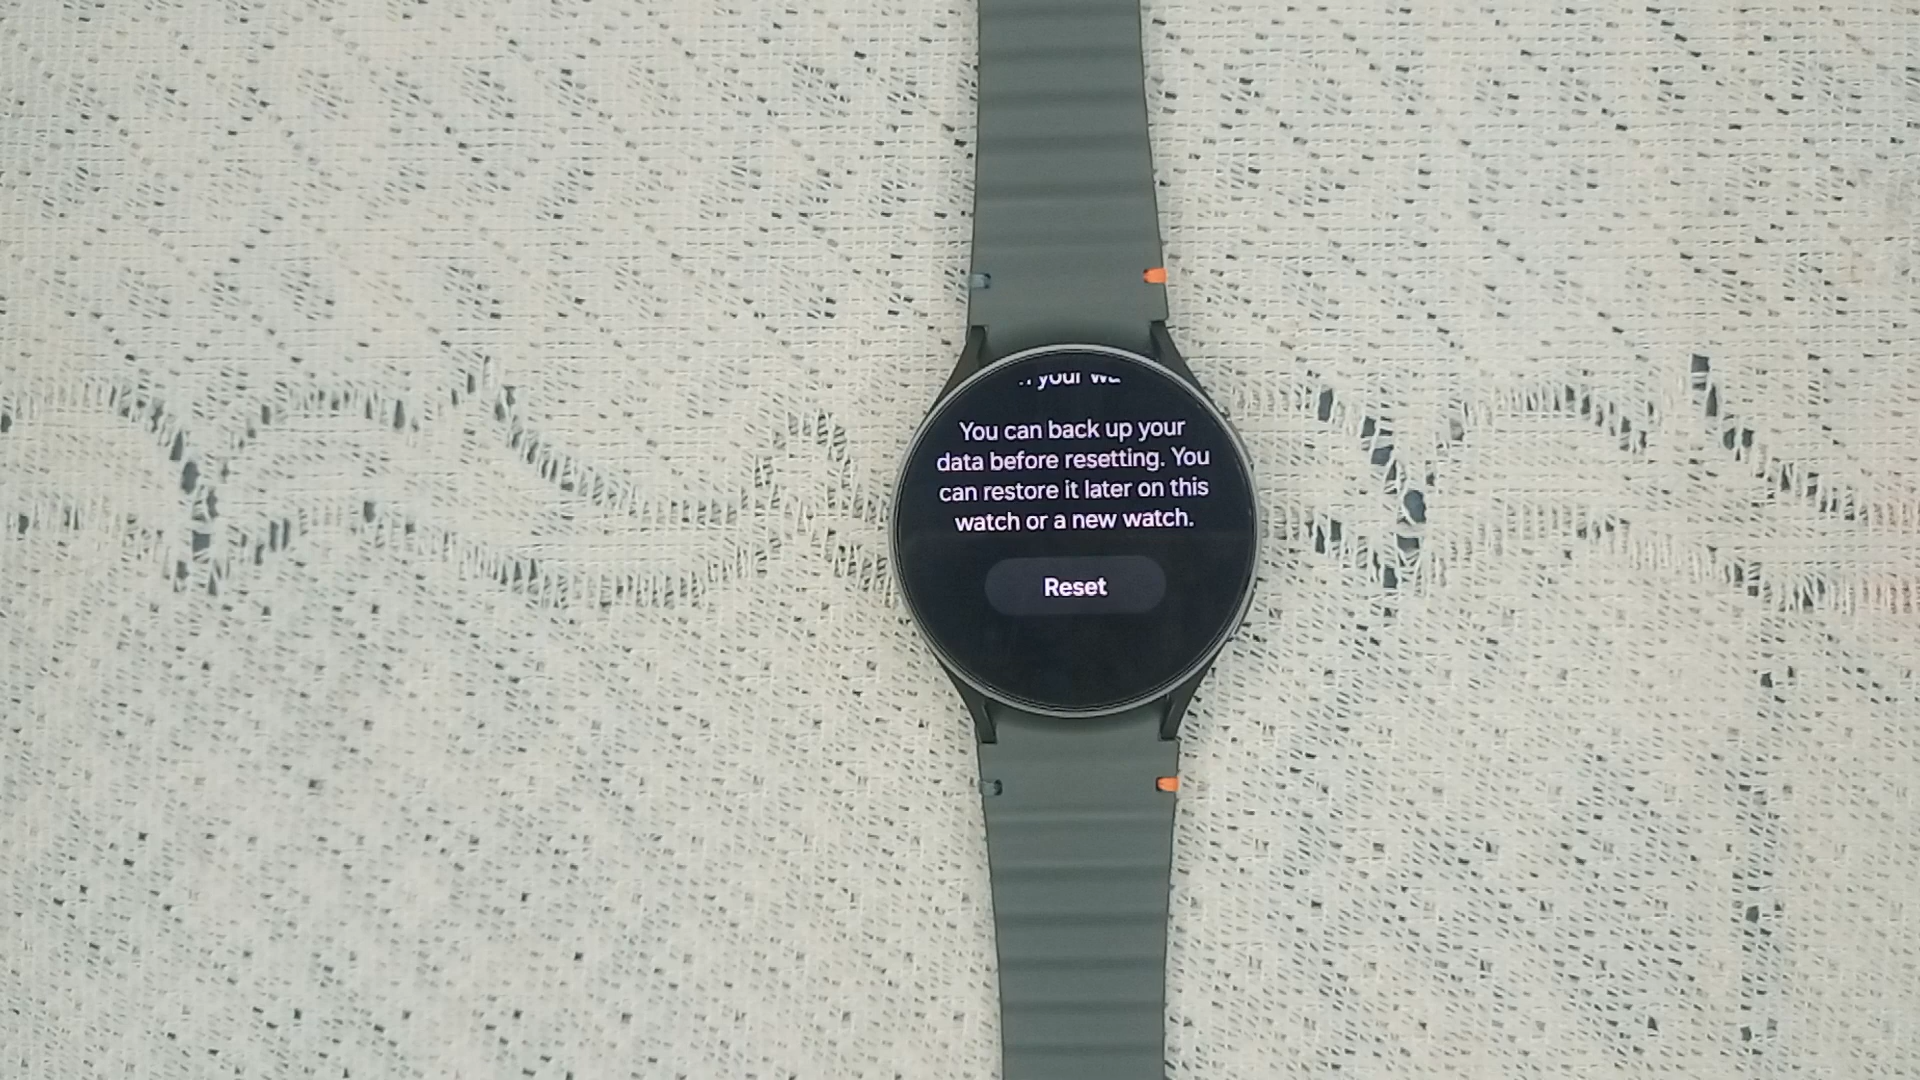 your
You can back up your
data before resetting. You
can restore it later on this
watch or a new watch.
Reset